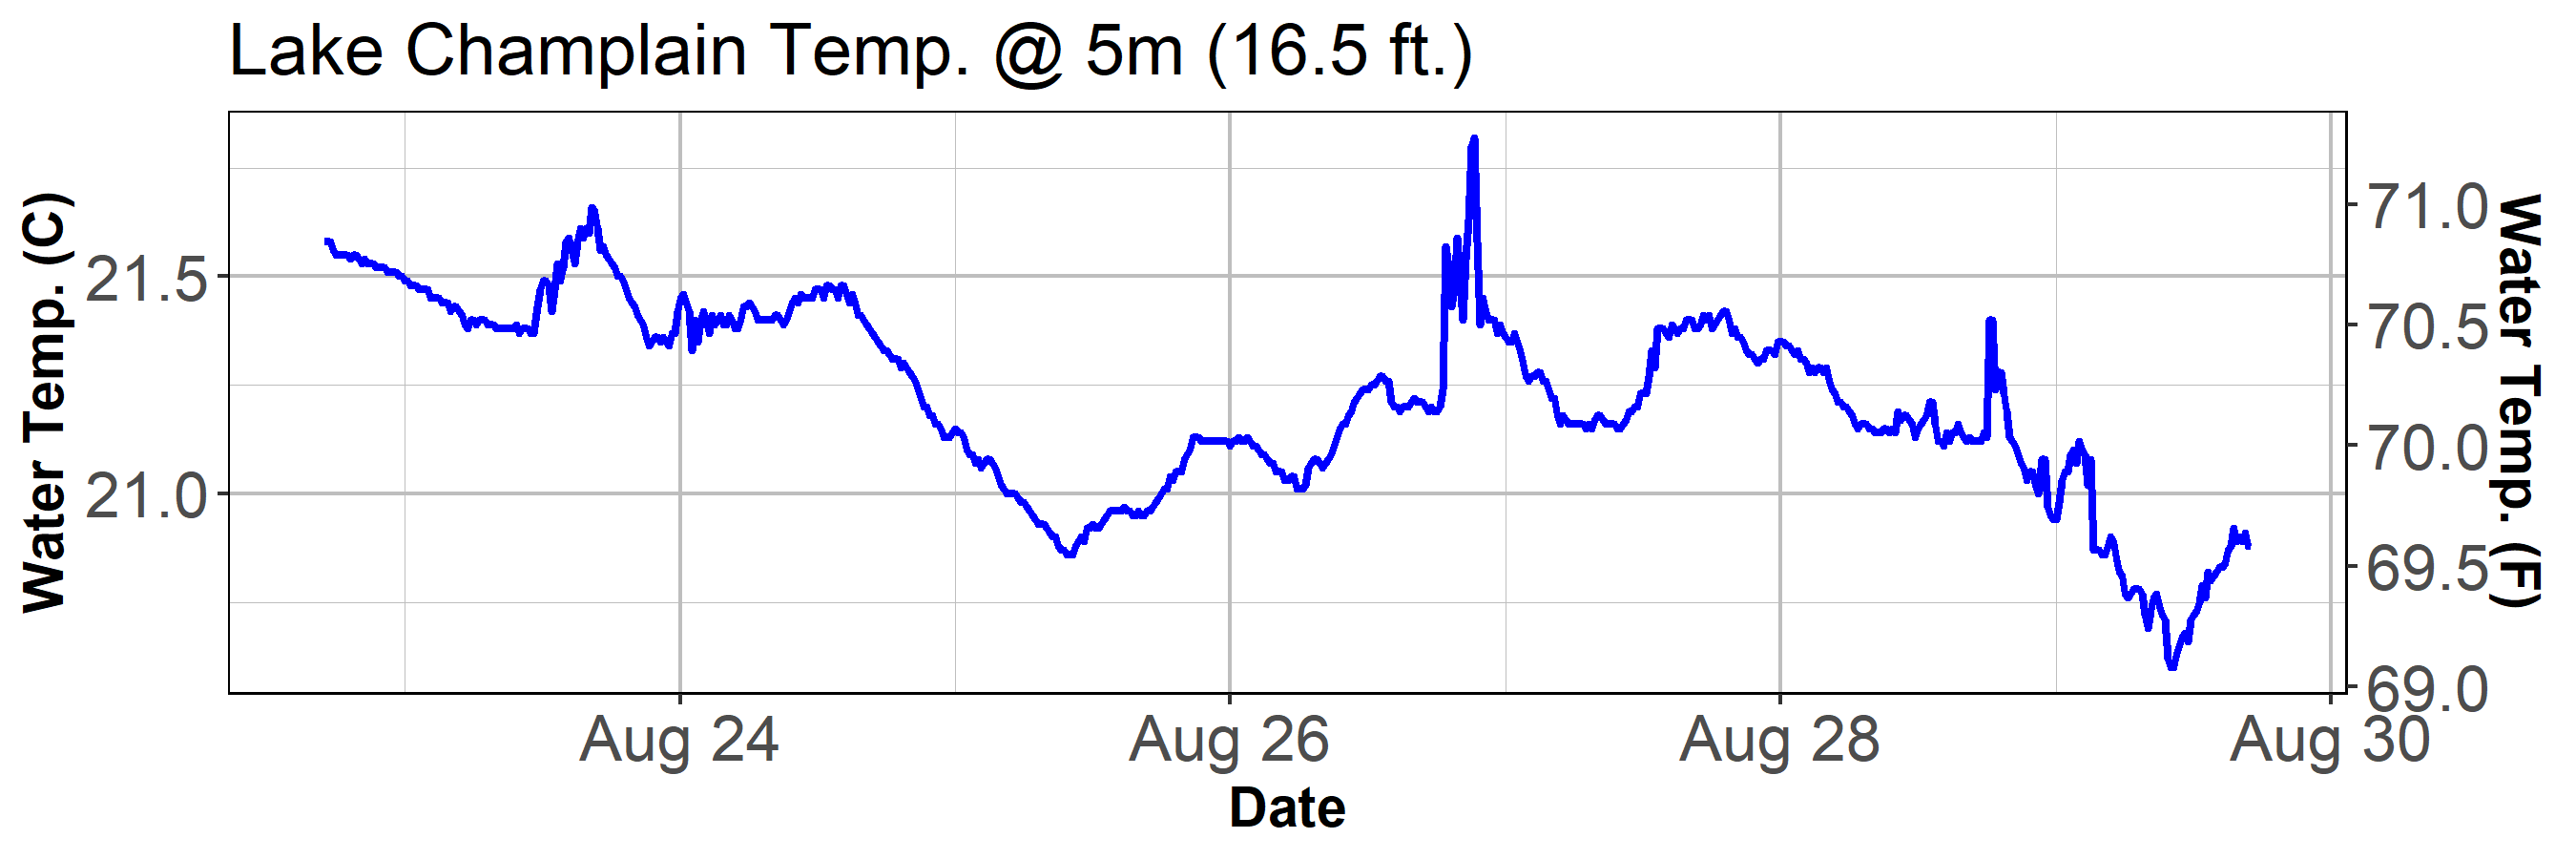 Lake Champlain Temp. @ 5m (16.5 ft.)
Water Temp. (C)
21.5
21.0
71.0
70.5
70.0
69.5
69.0
Water Temp. (F)
Aug 24 Aug 26 Aug 28 Aug 30
Date